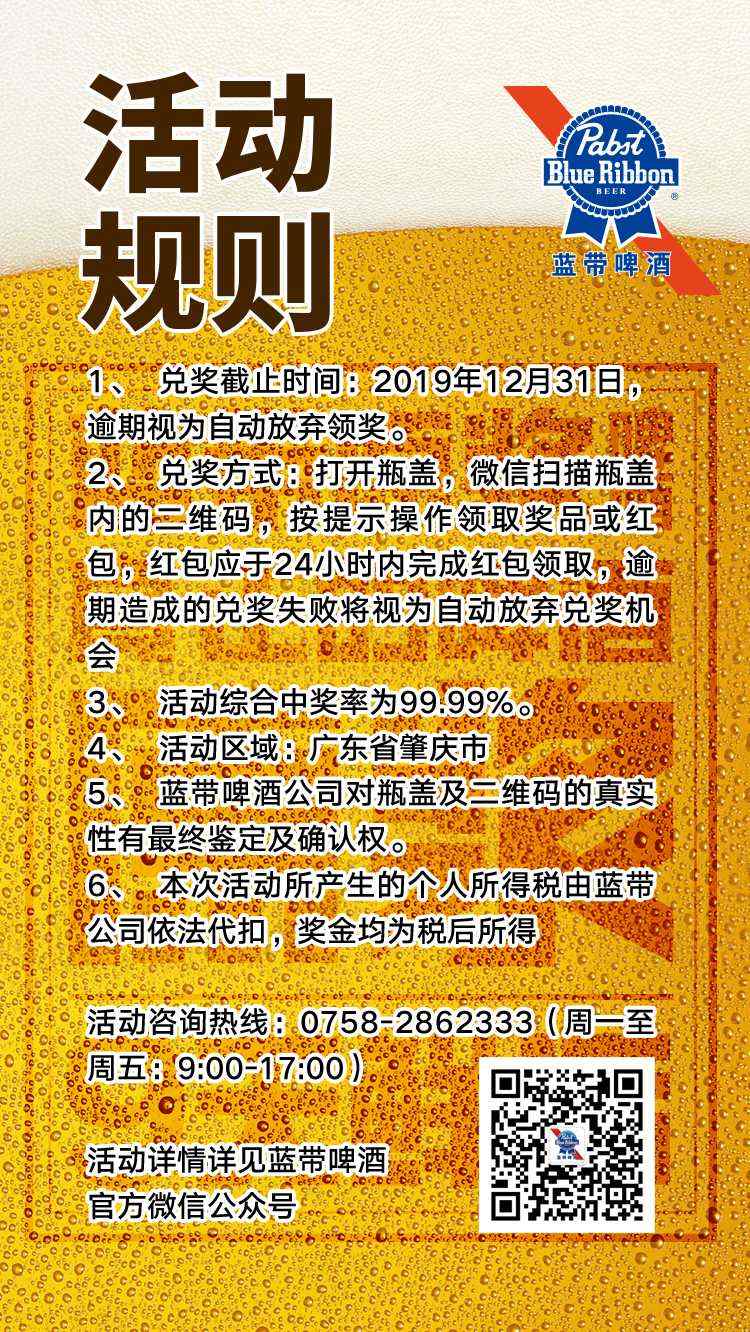 活动
规则
Pabst
Blue Ribbon
BEER
®
蓝带啤酒
1、 兑奖截止时间：2019年12月31日，
逾期视为自动放弃领奖。
2、 兑奖方式：打开瓶盖，微信扫描瓶盖
内的二维码，按提示操作领取奖品或红
包，红包应于24小时内完成红包领取，逾
期造成的兑奖失败将视为自动放弃兑奖机
会
3、 活动综合中奖率为99.99%。
4、 活动区域：广东省肇庆市
5、 蓝带啤酒公司对瓶盖及二维码的真实
性有最终鉴定及确认权。
6、 本次活动所产生的个人所得税由蓝带
公司依法代扣，奖金均为税后所得
活动咨询热线：0758-2862333（周一至
周五：9:00-17:00）
活动详情详见蓝带啤酒
官方微信公众号